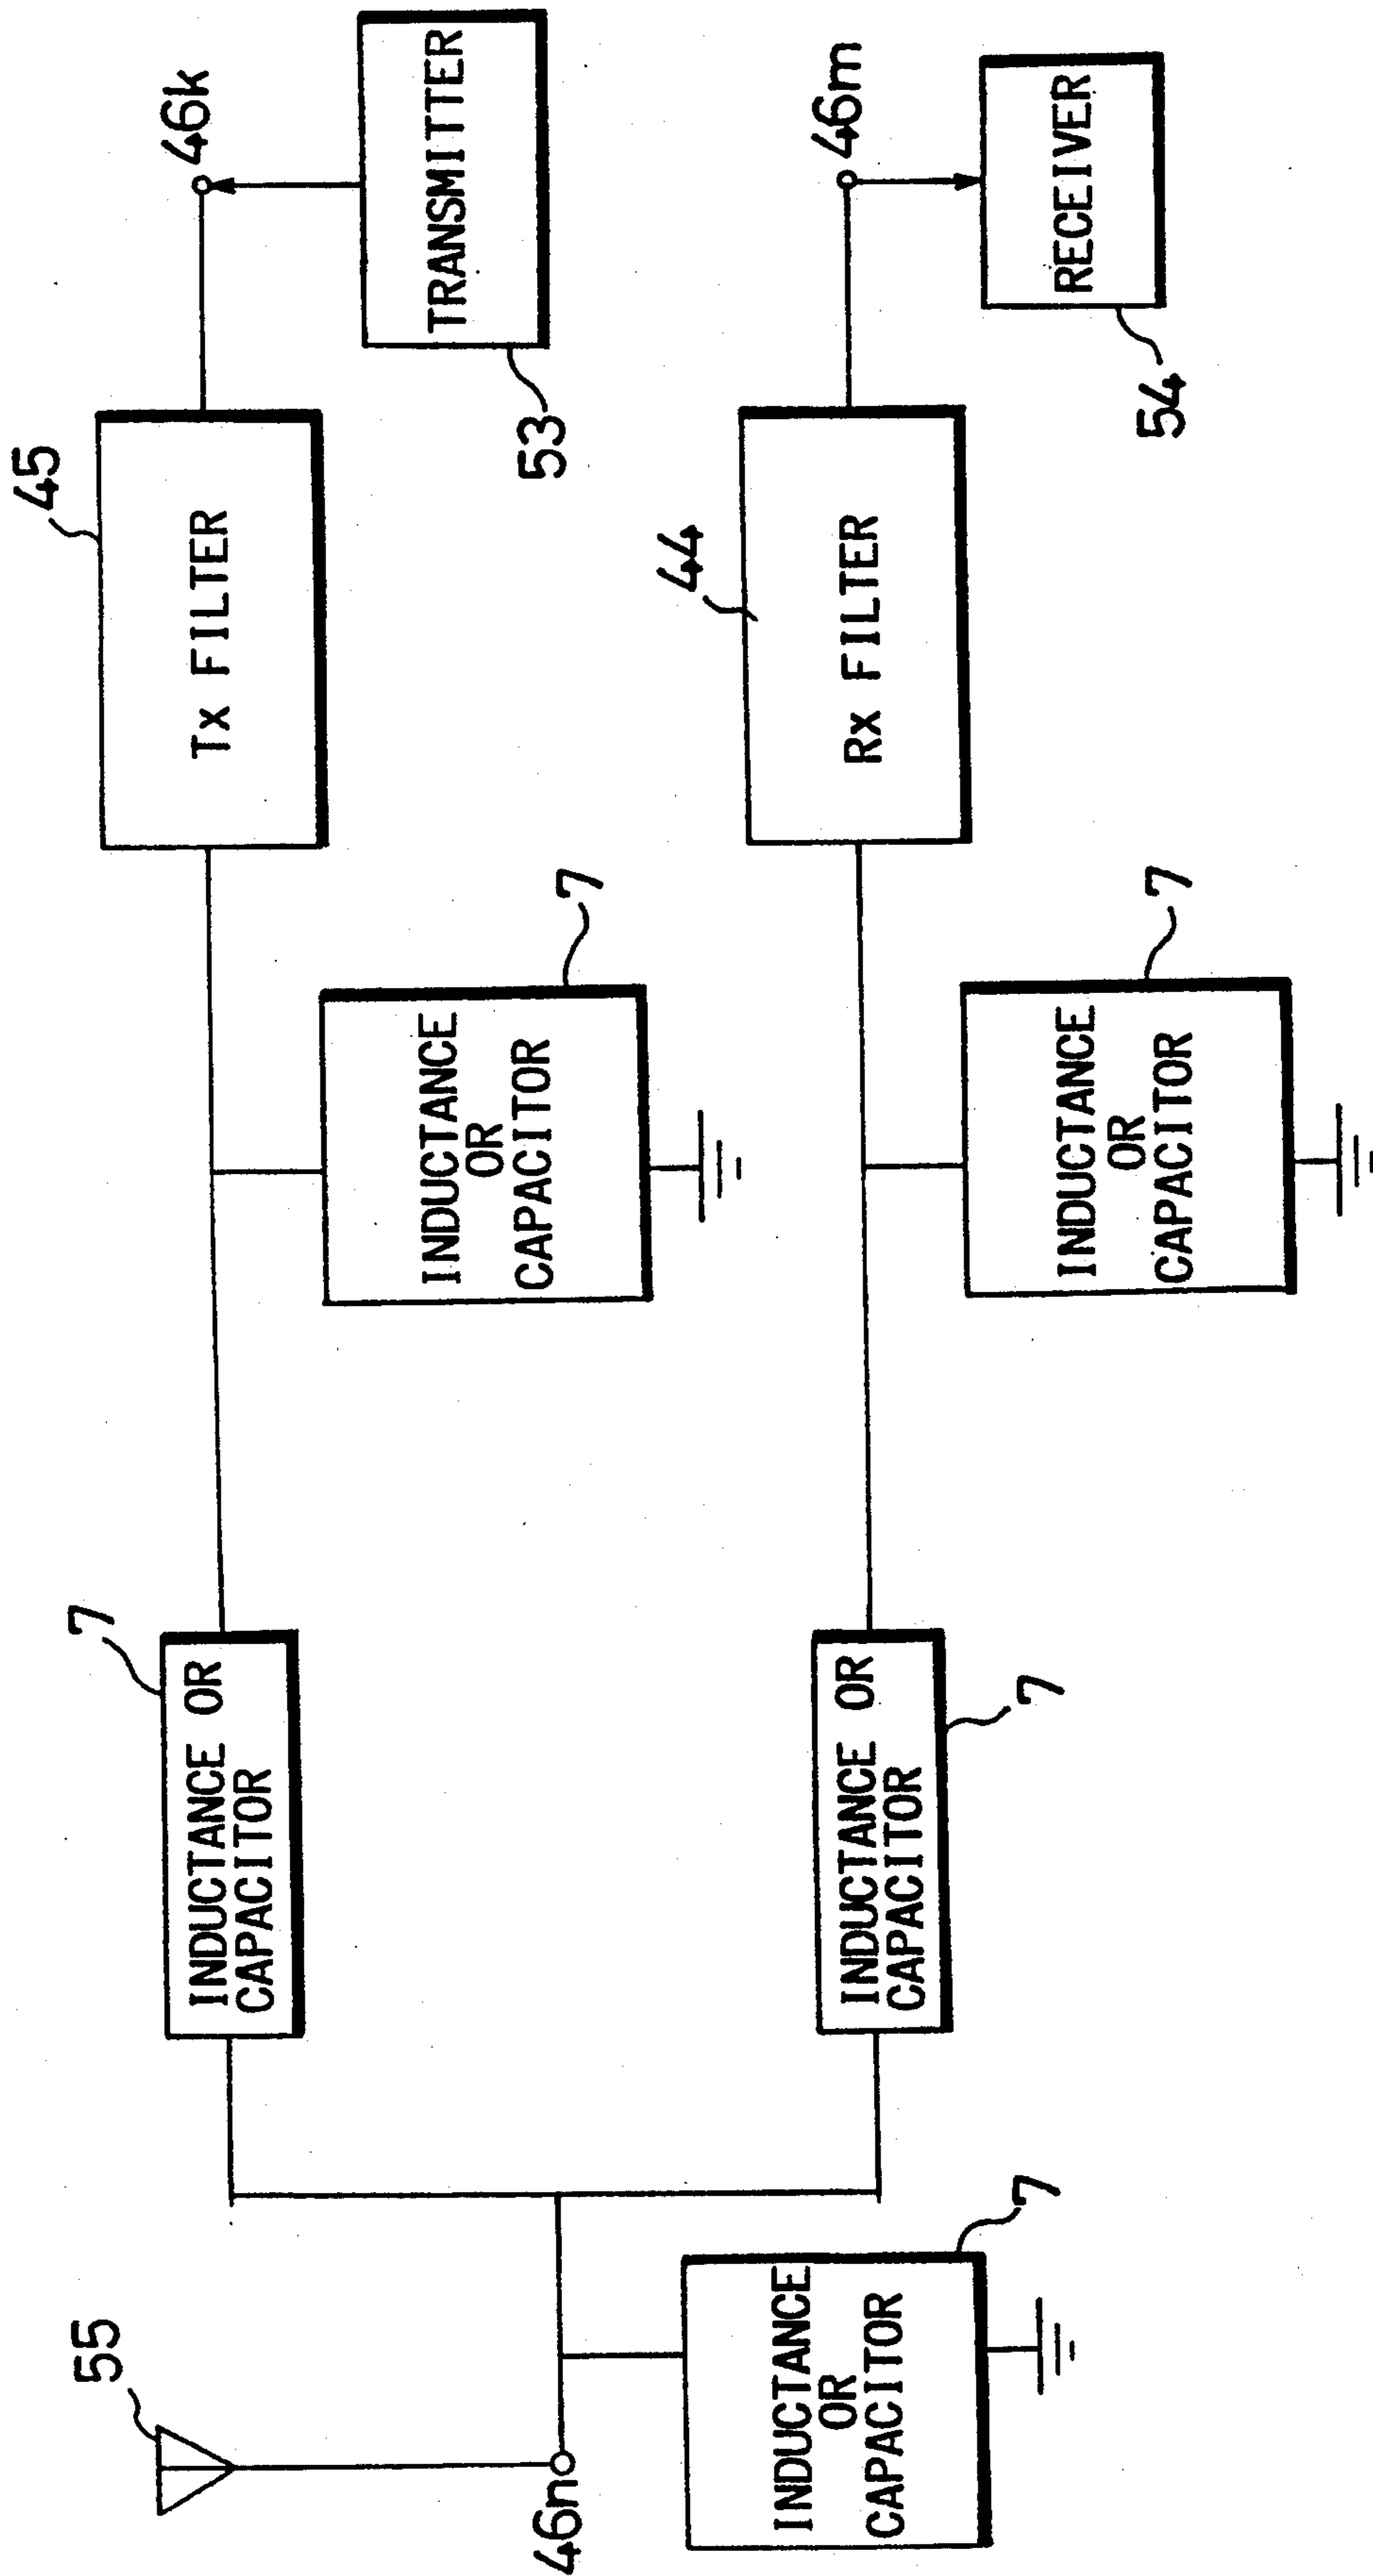 55
46n
INDUCTANCE
OR
CAPACITOR
7
INDUCTANCE OR
CAPACITOR
7
INDUCTANCE OR
CAPACITOR
7
INDUCTANCE
OR
CAPACITOR
7
INDUCTANCE
OR
CAPACITOR
7
Tx FILTER
45
Rx FILTER
44
46k
TRANSMITTER
53
46m
RECEIVER
54